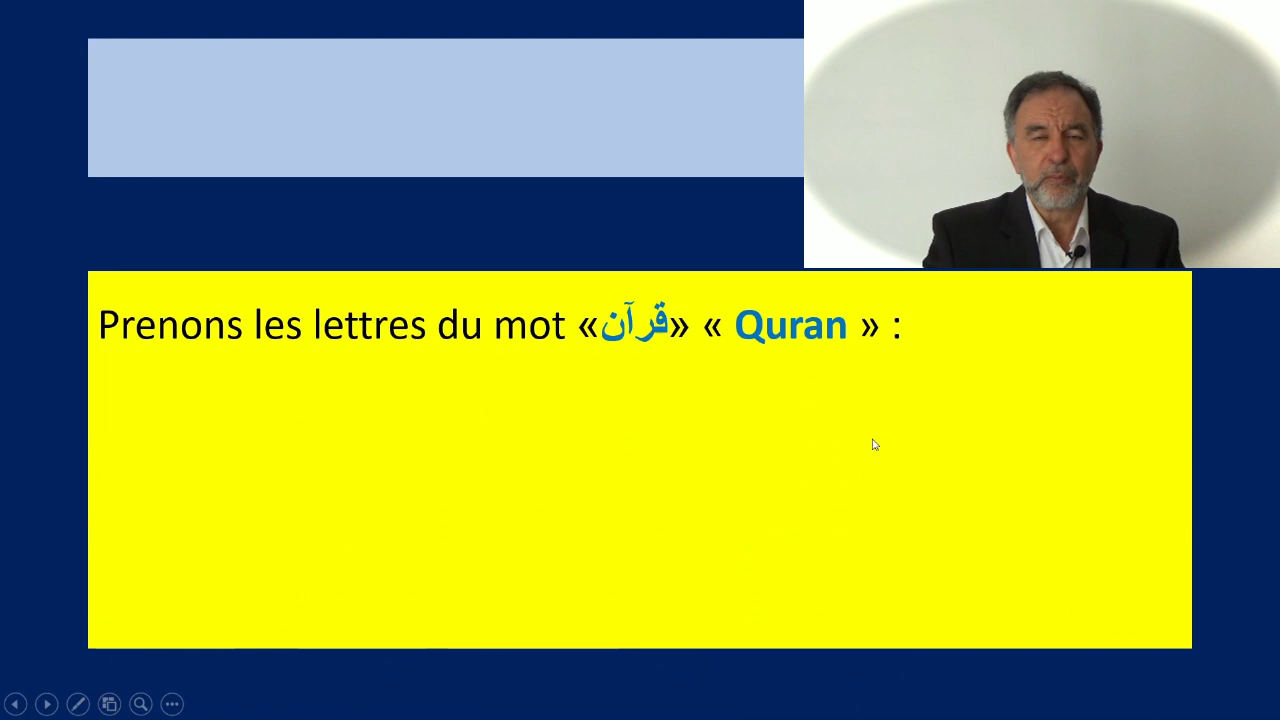 Prenons les lettres du mot «قرآن» « Quran » :